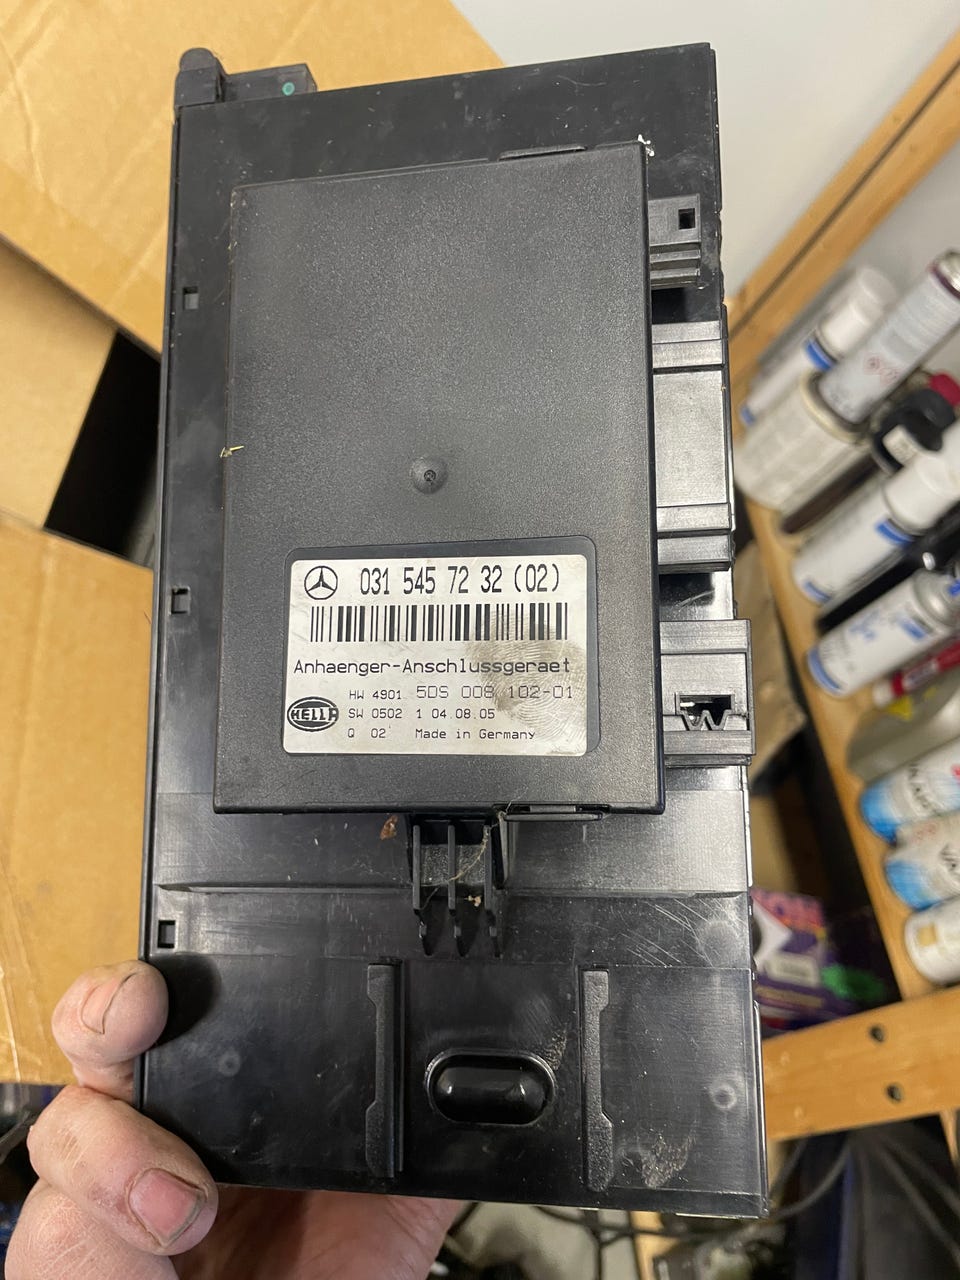 031 545 72 32 (02)
Anhaenger-Anschlussgeraet
HW 4901 5DS 008 102-01
HELLA SW 0502 1 04.08.05
Q 02 Made in Germany